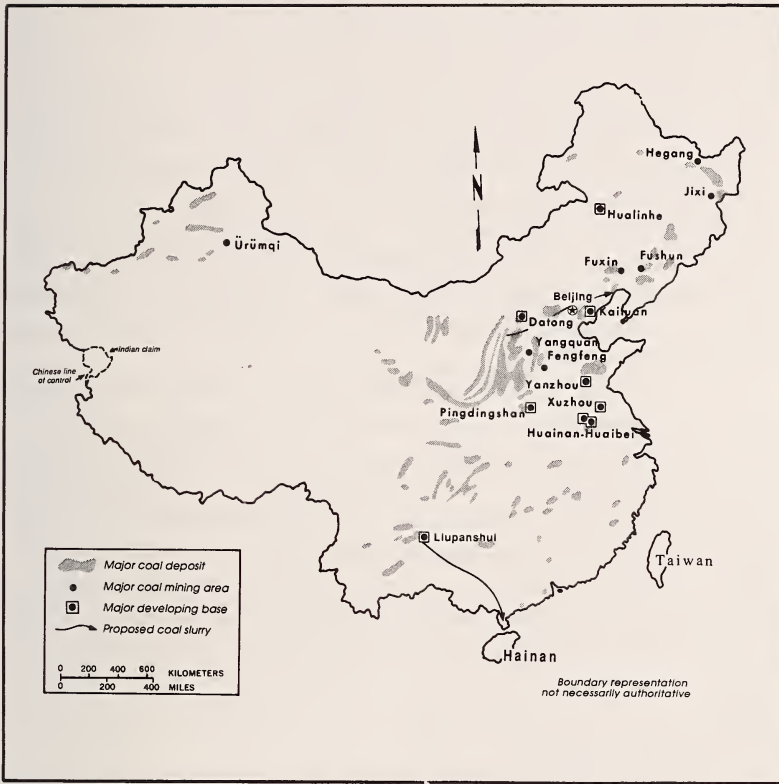 N
Hegang
Jixi
Hualinhe
Ürümqi
Fuxin
Fushun
Beijing
Kailuan
Datong
Indian claim
Chinese line
of control
Yangquan
Fengfeng
Yanzhou
Xuzhou
Pingdingshan
Huainan-Huaibei
Liupanshui
Taiwan
Hainan
Major coal deposit
Major coal mining area
Major developing base
Proposed coal slurry
0 200 400 600 KILOMETERS
0 200 400 MILES
Boundary representation
not necessarily authoritative